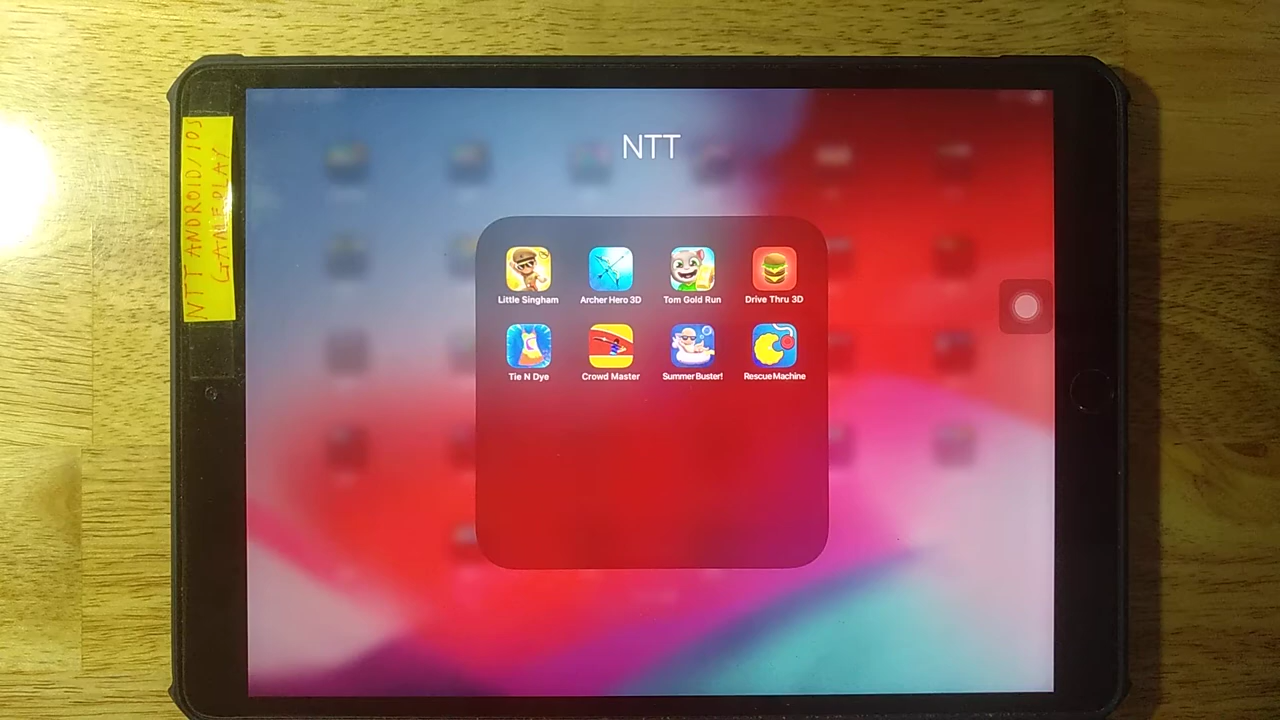 NTT ANDROID/IOS
GAMEPLAY
NTT
Little Singham
Archer Hero 3D
Tom Gold Run
Drive Thru 3D
Tie N Dye
Crowd Master
Summer Buster!
Rescue Machine